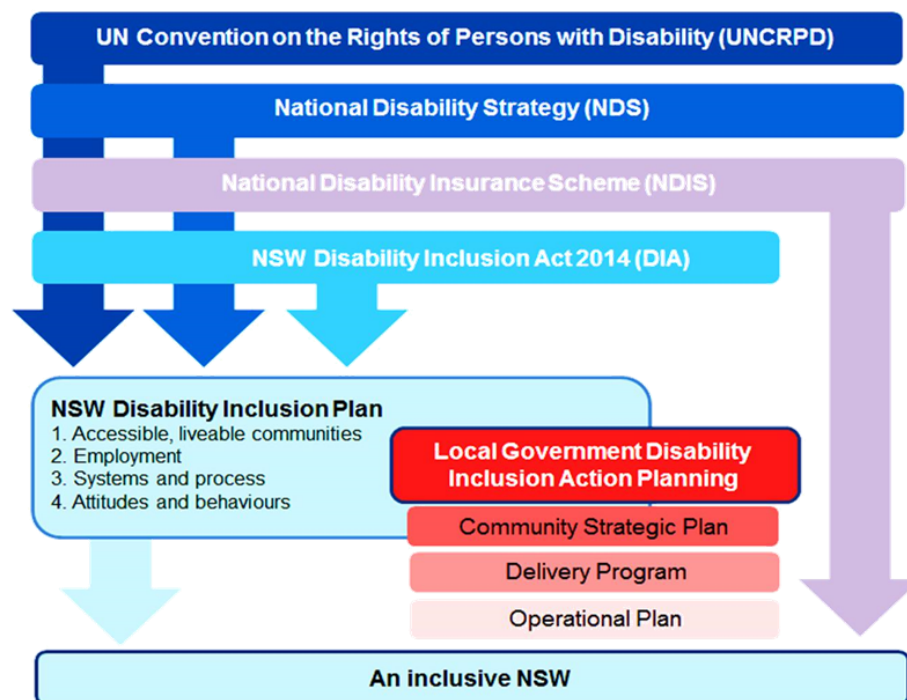 UN Convention on the Rights of Persons with Disability (UNCRPD)
National Disability Strategy (NDS)
National Disability Insurance Scheme (NDIS)
NSW Disability Inclusion Act 2014 (DIA)
NSW Disability Inclusion Plan
1. Accessible, liveable communities
2. Employment
3. Systems and process
4. Attitudes and behaviours
Local Government Disability
Inclusion Action Planning
Community Strategic Plan
Delivery Program
Operational Plan
An inclusive NSW